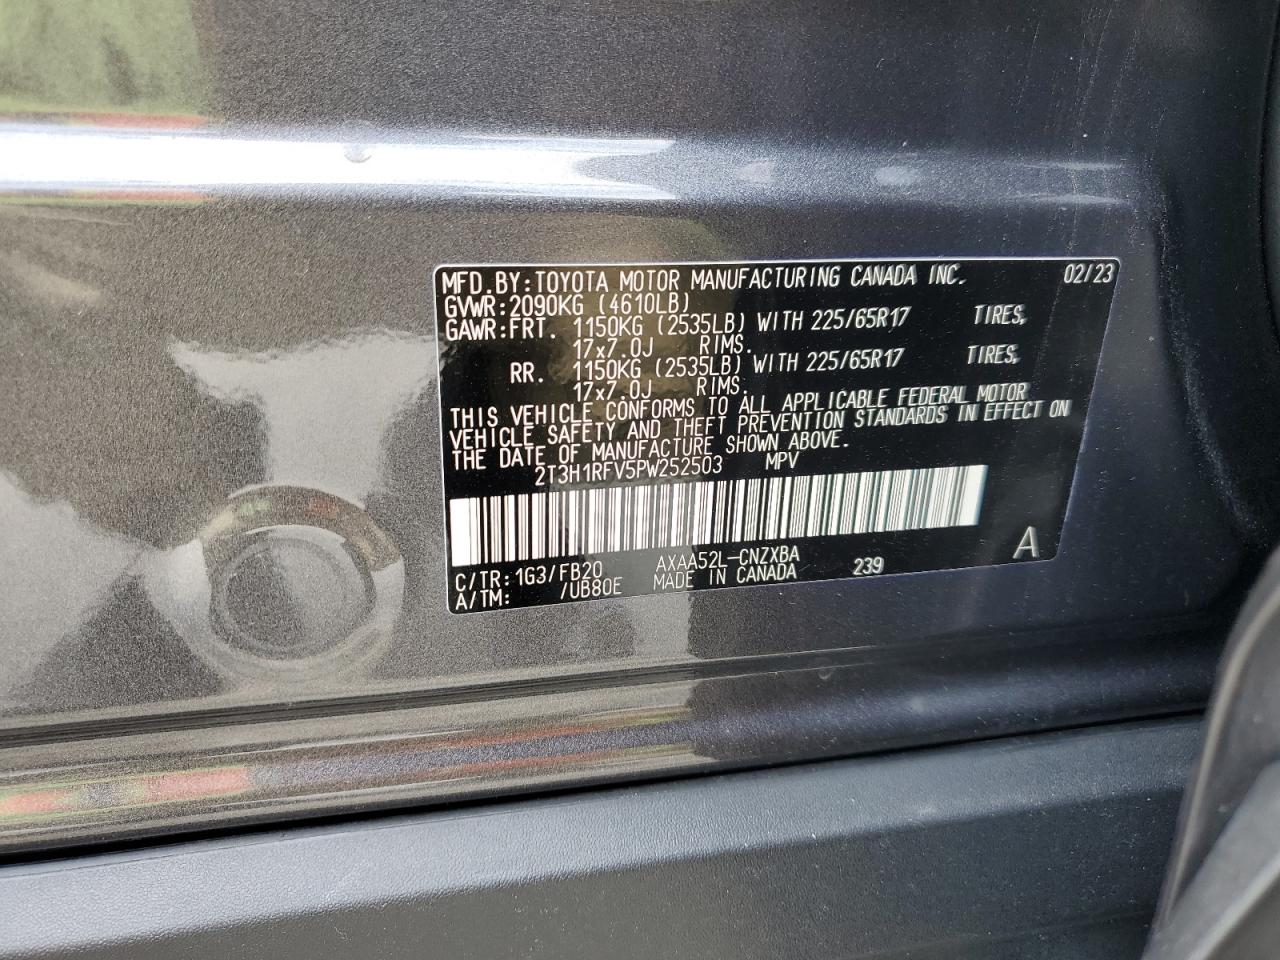 MFD.BY:TOYOTA MOTOR MANUFACTURING CANADA INC. 02/23
GVWR:2090KG (4610LB)
GAWR:FRT. 1150KG (2535LB) WITH 225/65R17 TIRES,
17x7.0J RIMS.
RR. 1150KG (2535LB) WITH 225/65R17 TIRES,
17x7.0J RIMS.
THIS VEHICLE CONFORMS TO ALL APPLICABLE FEDERAL MOTOR
VEHICLE SAFETY AND THEFT PREVENTION STANDARDS IN EFFECT ON
THE DATE OF MANUFACTURE SHOWN ABOVE.
2T3H1RFV5PW252503 MPV
C/TR:1G3/FB20 AXAA52L-CNZXBA 239 A
A/TM: /UB80E MADE IN CANADA